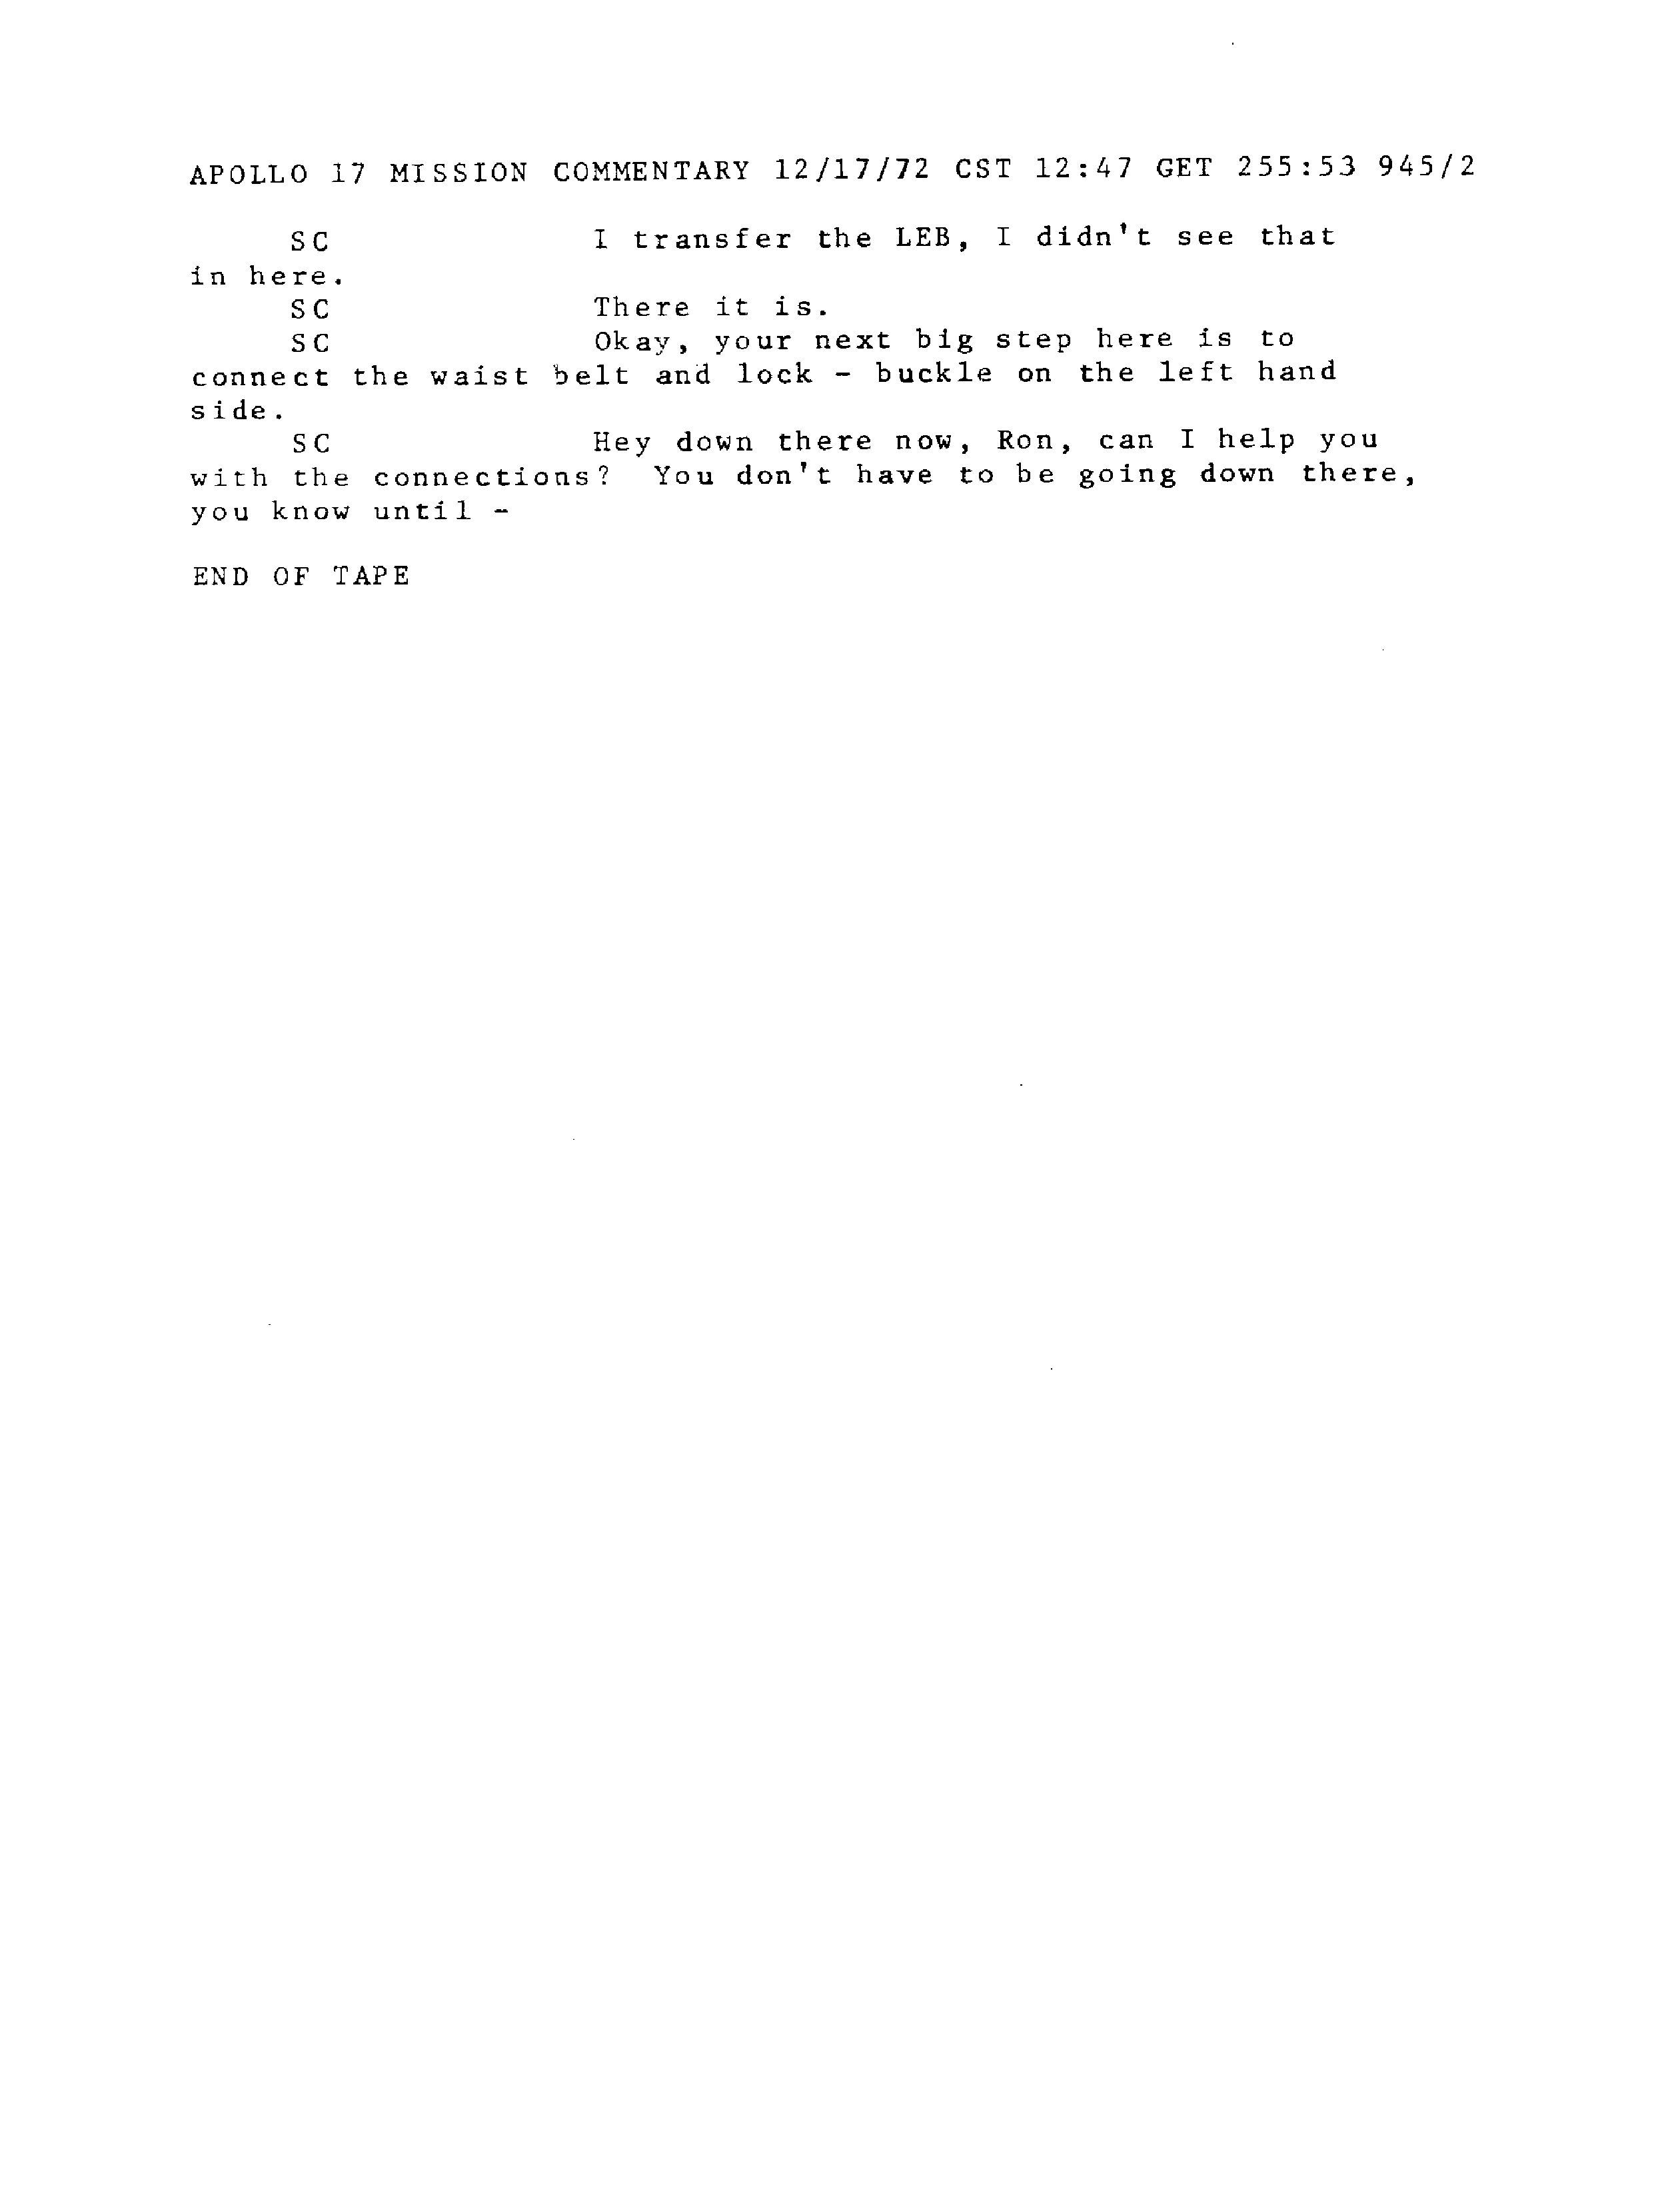 APOLLO 17 MISSION COMMENTARY 12/17/72 CST 12:47 GET 255:53 945/2
SC I transfer the LEB, I didn't see that
in here.
SC There it is.
SC Okay, your next big step here is to
connect the waist belt and lock - buckle on the left hand
side.
SC Hey down there now, Ron, can I help you
with the connections? You don't have to be going down there,
you know until -
END OF TAPE